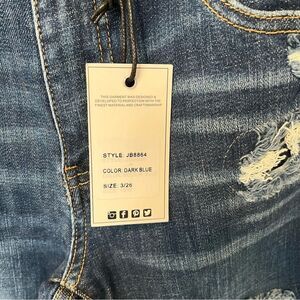 THIS GARMENT WAS DESIGNED &
DEVELOPED TO PERFECTION WITH THE
FINEST MATERIAL AND CRAFTSMANSHIP
STYLE: JB8864
COLOR: DARK BLUE
SIZE: 3/26